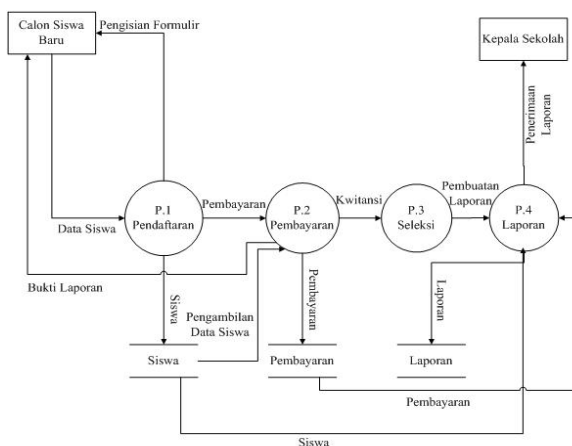 Calon Siswa
Baru
Pengisian Formulir
Kepala Sekolah
Penerimaan
Laporan
P.1
Pendaftaran
Pembayaran
P.2
Pembayaran
Kwitansi
P.3
Seleksi
Pembuatan
Laporan
P.4
Laporan
Data Siswa
Bukti Laporan
Siswa
Pengambilan
Data Siswa
Pembayaran
Laporan
Siswa
Pembayaran
Laporan
Pembayaran
Siswa